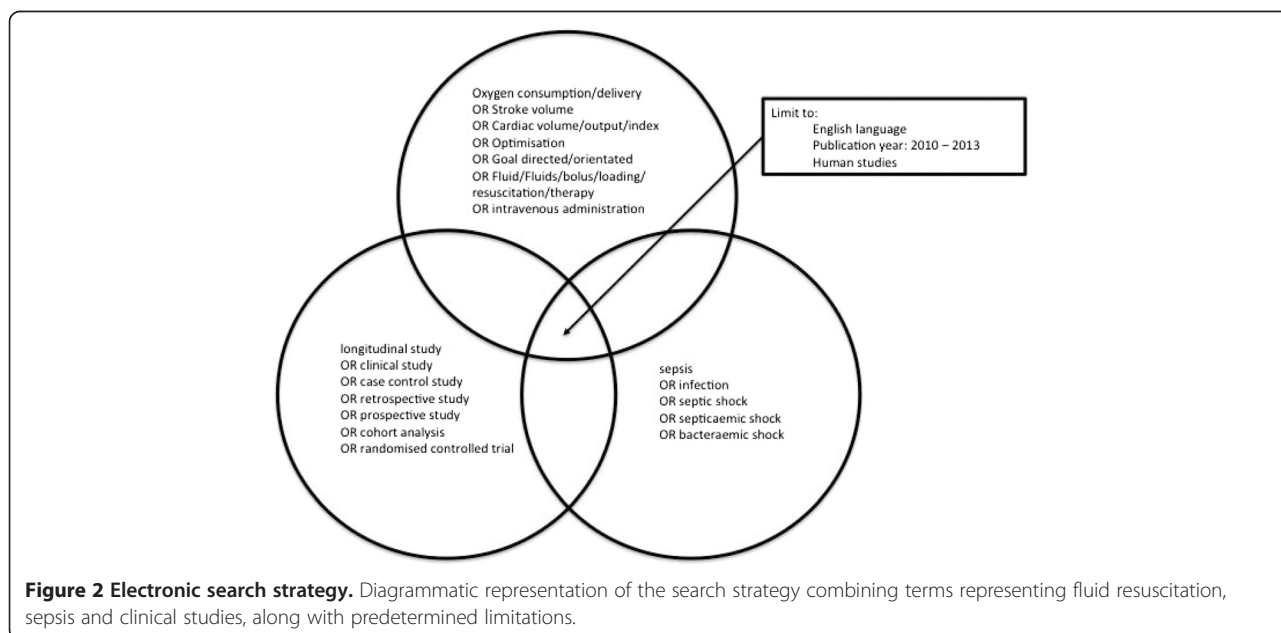 Oxygen consumption/delivery
OR Stroke volume
OR Cardiac volume/output/index
OR Optimisation
OR Goal directed/orientated
OR Fluid/Fluids/bolus/loading/
resuscitation/therapy
OR intravenous administration
Limit to:
English language
Publication year: 2010 – 2013
Human studies
longitudinal study
OR clinical study
OR case control study
OR retrospective study
OR prospective study
OR cohort analysis
OR randomised controlled trial
sepsis
OR infection
OR septic shock
OR septicaemic shock
OR bacteraemic shock
Figure 2 Electronic search strategy. Diagrammatic representation of the search strategy combining terms representing fluid resuscitation,
sepsis and clinical studies, along with predetermined limitations.